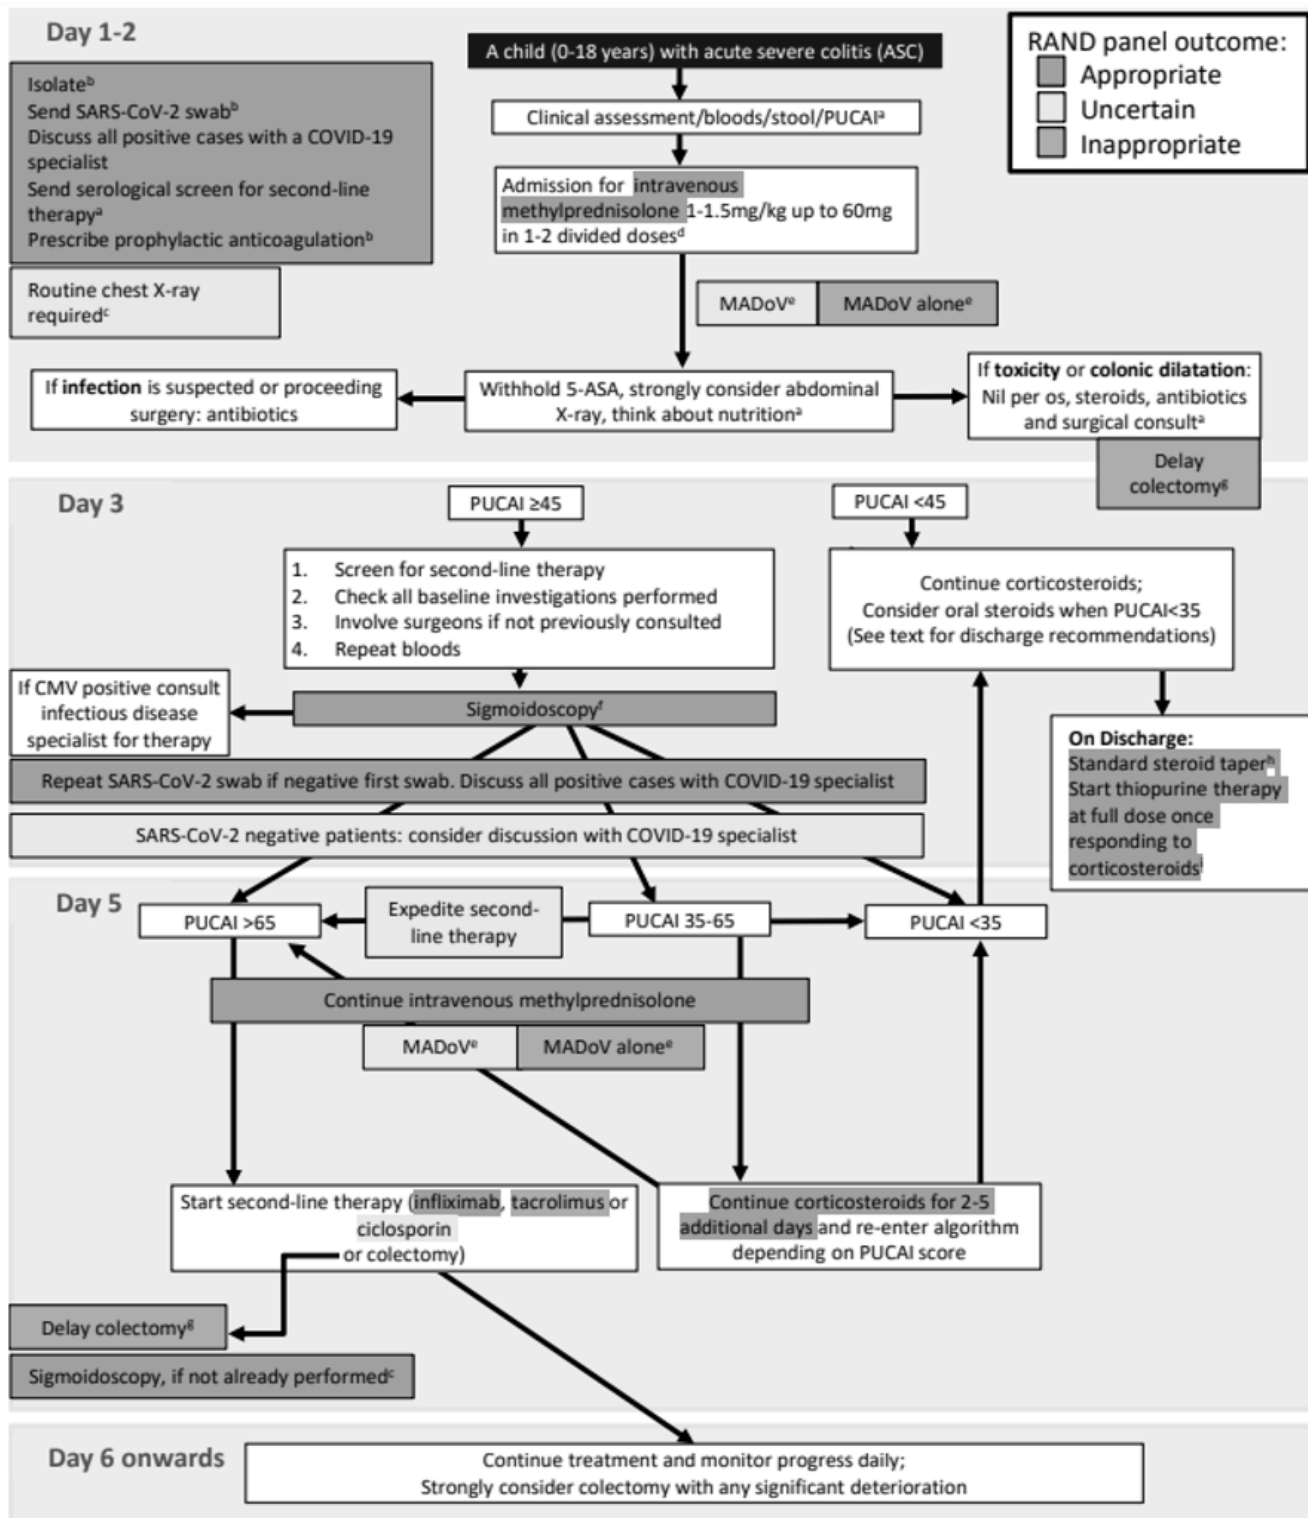 Day 1-2
A child (0-18 years) with acute severe colitis (ASC)
RAND panel outcome:
Appropriate
Uncertain
Inappropriate
Isolateᵇ
Send SARS-CoV-2 swabᵇ
Discuss all positive cases with a COVID-19
specialist
Send serological screen for second-line
therapyᵃ
Prescribe prophylactic anticoagulationᵇ
Clinical assessment/bloods/stool/PUCAIᵃ
Admission for intravenous
methylprednisolone 1-1.5mg/kg up to 60mg
in 1-2 divided dosesᵈ
Routine chest X-ray
requiredᶜ
MADoVᵉ
MADoV aloneᵉ
If infection is suspected or proceeding
surgery: antibiotics
Withhold 5-ASA, strongly consider abdominal
X-ray, think about nutritionᵃ
If toxicity or colonic dilatation:
Nil per os, steroids, antibiotics
and surgical consultᵃ
Delay
colectomyᵍ
Day 3
PUCAI ≥45
PUCAI <45
1. Screen for second-line therapy
2. Check all baseline investigations performed
3. Involve surgeons if not previously consulted
4. Repeat bloods
Continue corticosteroids;
Consider oral steroids when PUCAI<35
(See text for discharge recommendations)
If CMV positive consult
infectious disease
specialist for therapy
Sigmoidoscopyᶠ
On Discharge:
Standard steroid taperʰ
Start thiopurine therapy
at full dose once
responding to
corticosteroidsⁱ
Repeat SARS-CoV-2 swab if negative first swab. Discuss all positive cases with COVID-19 specialist
SARS-CoV-2 negative patients: consider discussion with COVID-19 specialist
Day 5
PUCAI >65
Expedite second-
line therapy
PUCAI 35-65
PUCAI <35
Continue intravenous methylprednisolone
MADoVᵉ
MADoV aloneᵉ
Start second-line therapy (infliximab, tacrolimus or
ciclosporin
or colectomy)
Continue corticosteroids for 2-5
additional days and re-enter algorithm
depending on PUCAI score
Delay colectomyᵍ
Sigmoidoscopy, if not already performedᶜ
Day 6 onwards
Continue treatment and monitor progress daily;
Strongly consider colectomy with any significant deterioration